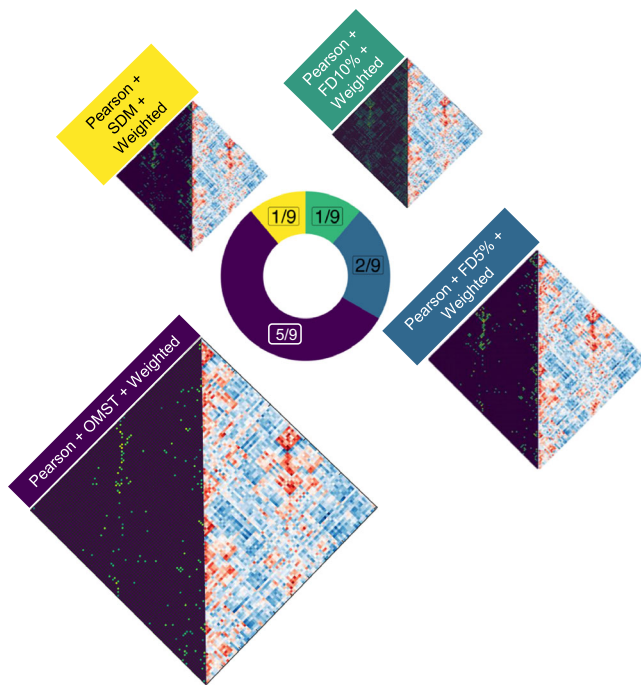 Pearson +
SDM +
Weighted
Pearson +
FD10% +
Weighted
1/9
1/9
2/9
5/9
Pearson + FD5% +
Weighted
Pearson + OMST + Weighted